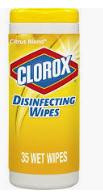 Citrus Blend
CLOROX
DISINFECTING
WIPES
35 WET WIPES